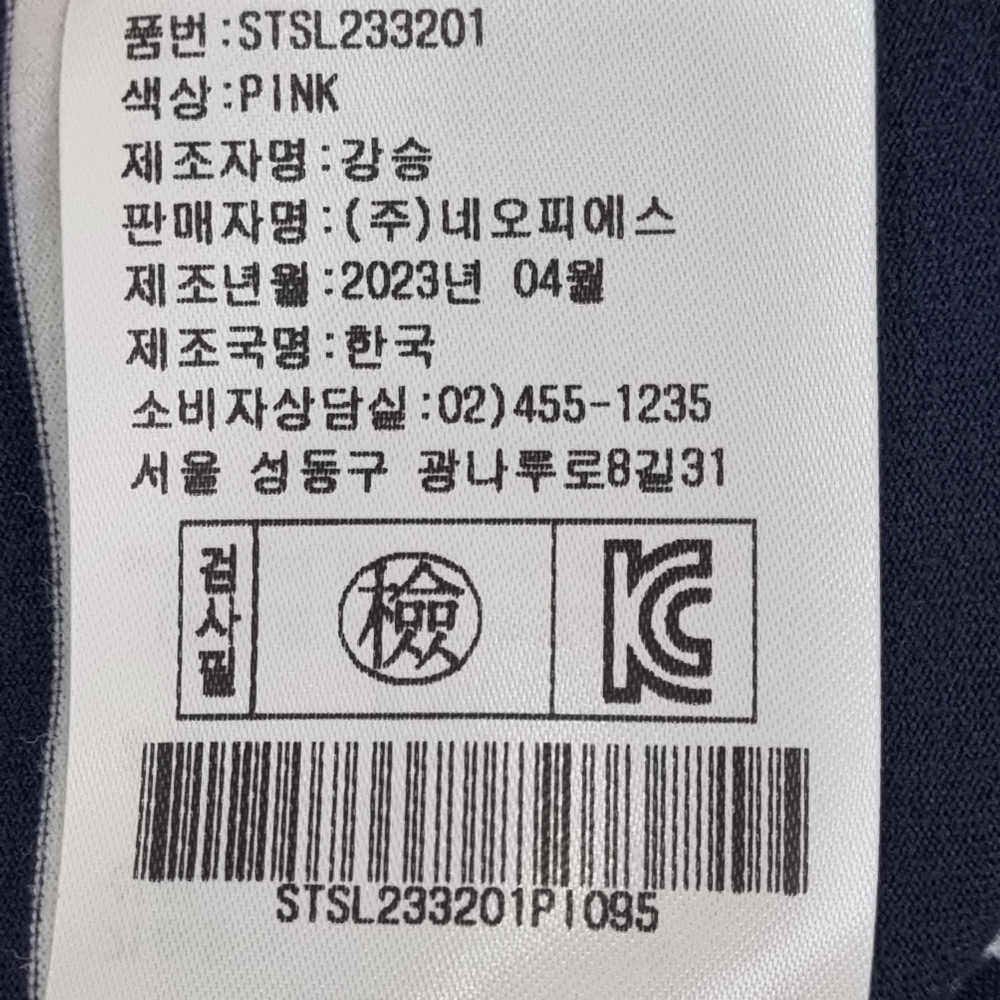 품번:STSL233201
색상:PINK
제조자명:강승
판매자명:(주)네오피에스
제조년월:2023년 04월
제조국명:한국
소비자상담실:02)455-1235
서울 성동구 광나루로8길31
검사필
檢
KC
STSL233201PI095